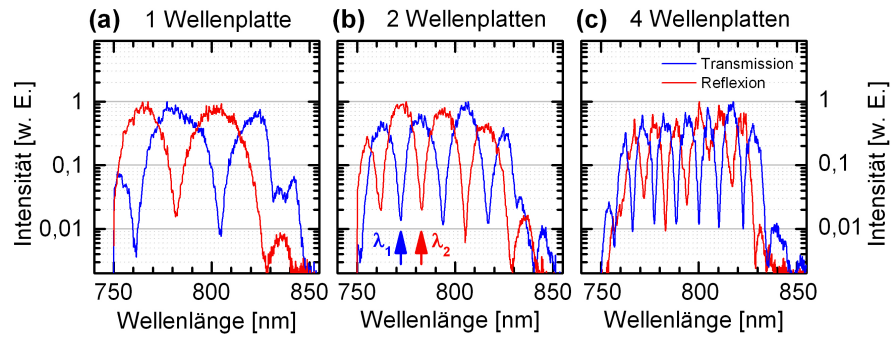 (a) 1 Wellenplatte
(b) 2 Wellenplatten
(c) 4 Wellenplatten
Intensität [w. E.]
1
0,1
0,01
750 800 850
Wellenlänge [nm]
λ1 λ2
750 800 850
Wellenlänge [nm]
Transmission
Reflexion
750 800 850
Wellenlänge [nm]
1
0,1
0,01
Intensität [w. E.]